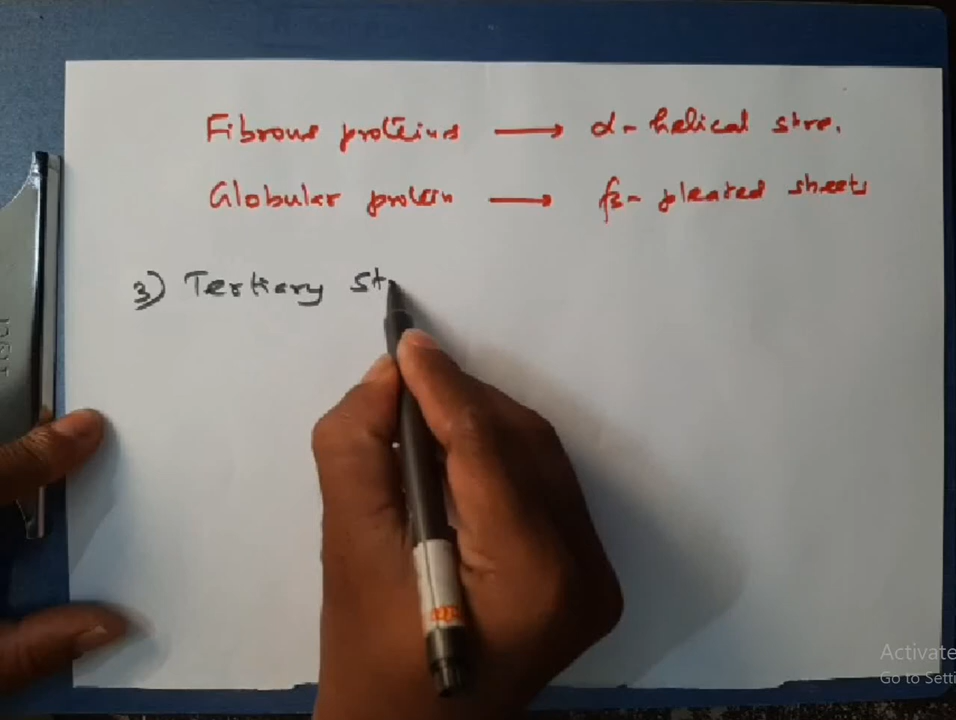 Fibrous proteins → α- helical stre.
Globular protein → β- pleated sheets
3) Tertiary st
Activate
Go to Setti